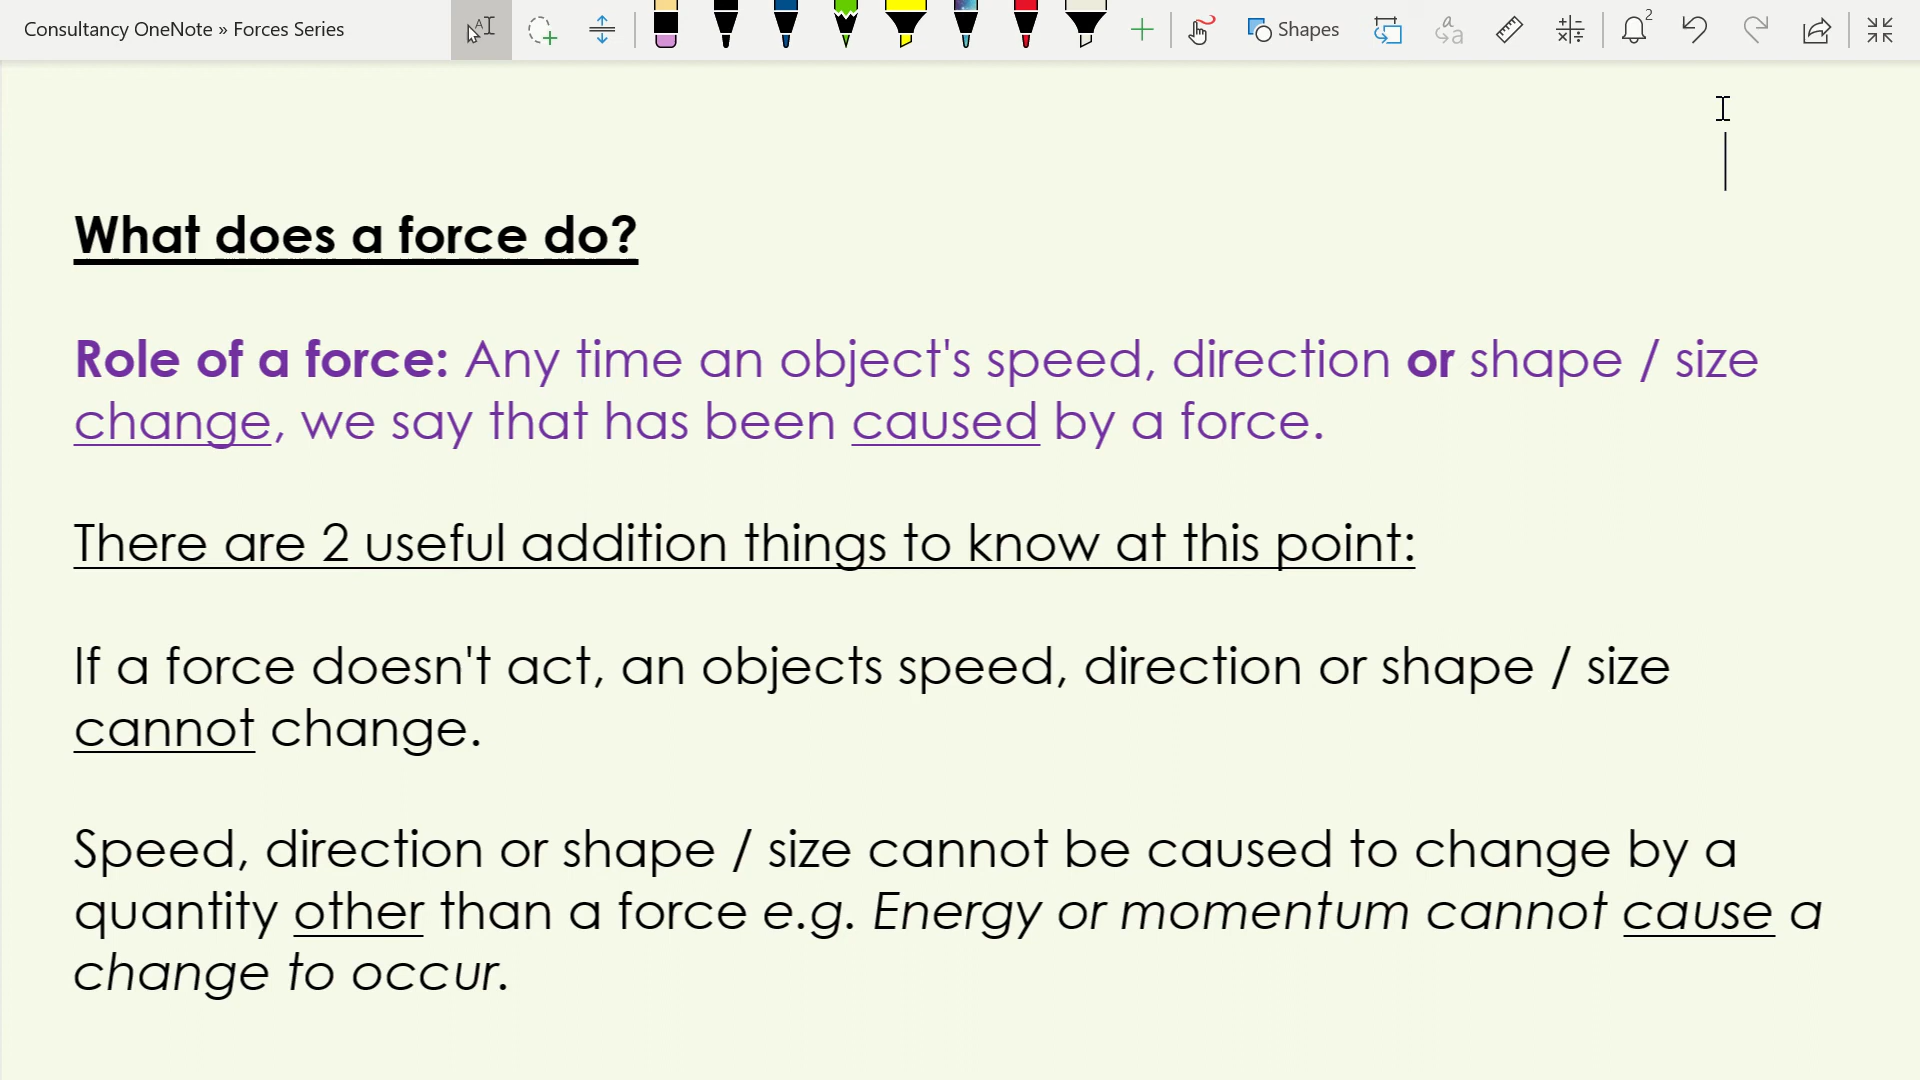 Consultancy OneNote » Forces Series
Shapes
2
What does a force do?
Role of a force: Any time an object's speed, direction or shape / size
change, we say that has been caused by a force.
There are 2 useful addition things to know at this point:
If a force doesn't act, an objects speed, direction or shape / size
cannot change.
Speed, direction or shape / size cannot be caused to change by a
quantity other than a force e.g. Energy or momentum cannot cause a
change to occur.